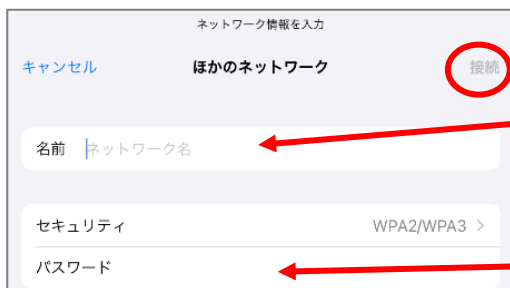 ネットワーク情報を入力
キャンセル ほかのネットワーク 接続
名前 ネットワーク名
セキュリティ WPA2/WPA3 >
パスワード